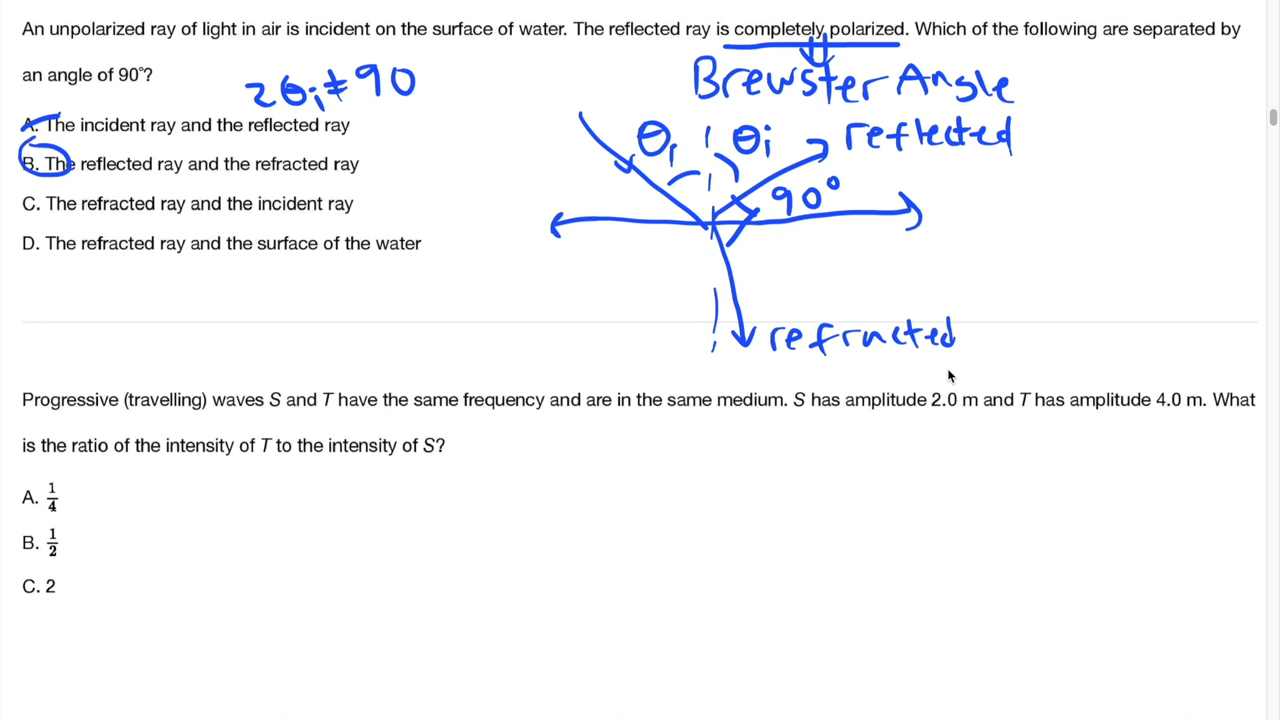 An unpolarized ray of light in air is incident on the surface of water. The reflected ray is completely polarized. Which of the following are separated by
an angle of 90°?
2θi ≠ 90
Brewster Angle
A. The incident ray and the reflected ray
θi θi reflected
B. The reflected ray and the refracted ray
90°
C. The refracted ray and the incident ray
D. The refracted ray and the surface of the water
refracted
Progressive (travelling) waves S and T have the same frequency and are in the same medium. S has amplitude 2.0 m and T has amplitude 4.0 m. What
is the ratio of the intensity of T to the intensity of S?
A. 1/4
B. 1/2
C. 2